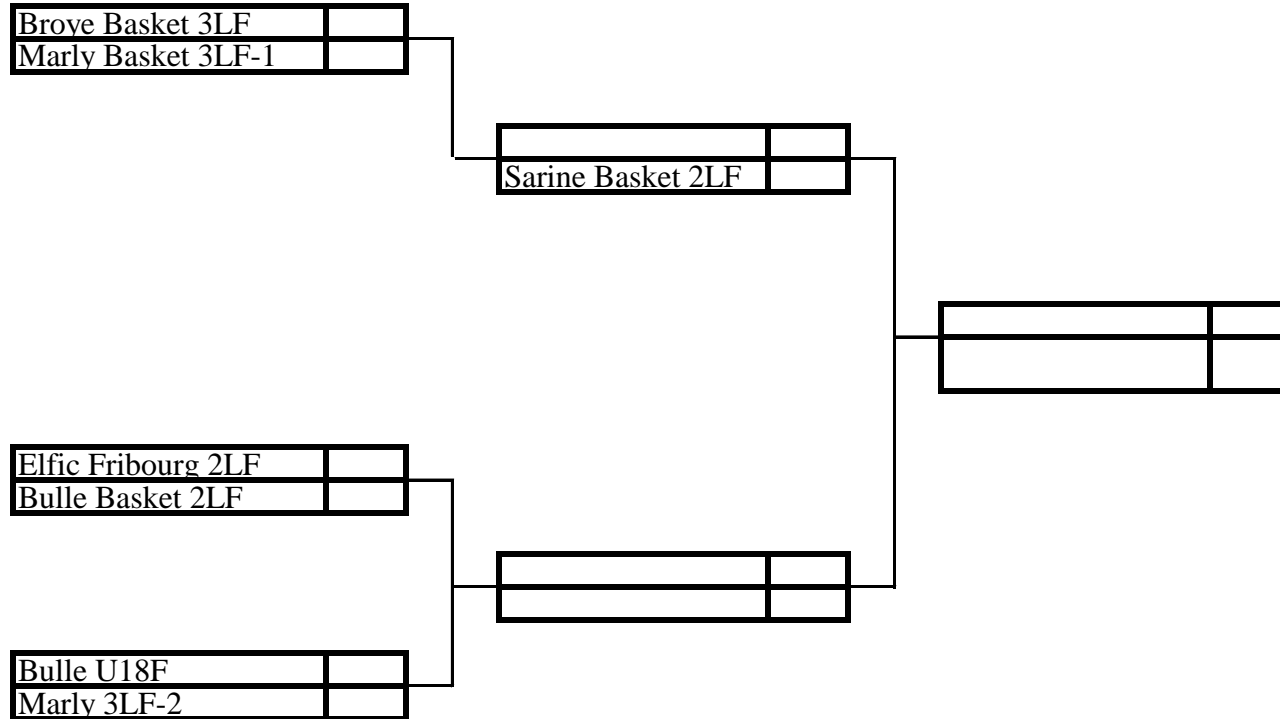 Broye Basket 3LF
Marly Basket 3LF-1
Sarine Basket 2LF
Elfic Fribourg 2LF
Bulle Basket 2LF
Bulle U18F
Marly 3LF-2